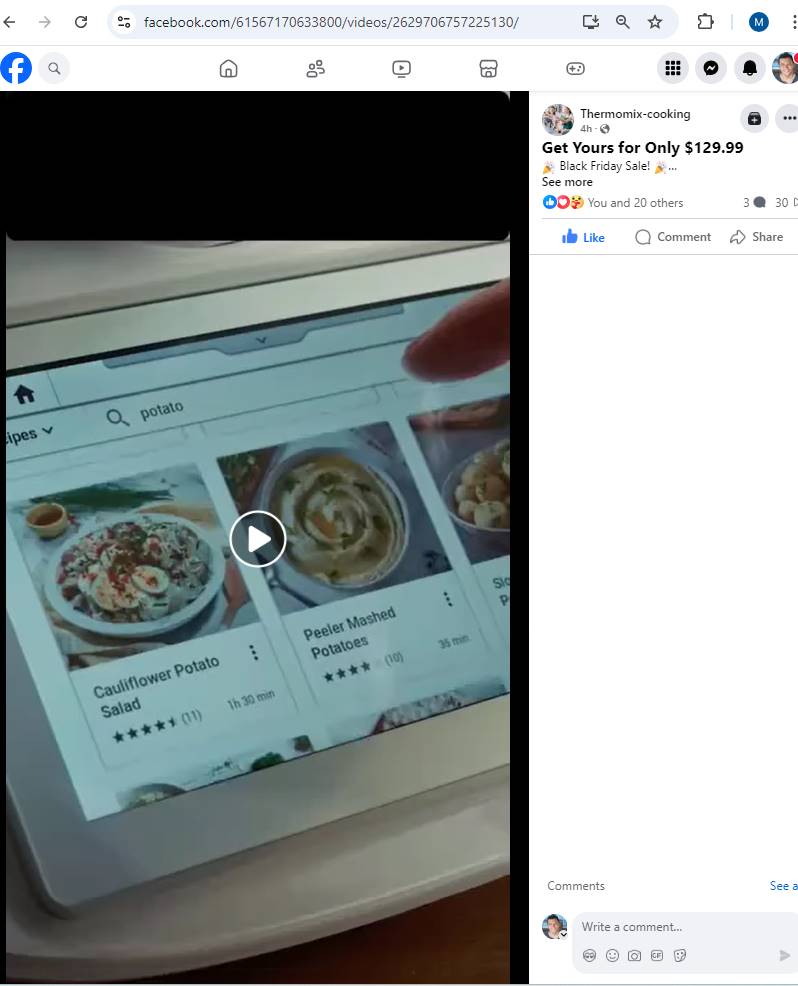 facebook.com/61567170633800/videos/2629706757225130/
M
Thermomix-cooking
4h ·
Get Yours for Only $129.99
🎉 Black Friday Sale! 🎉...
See more
You and 20 others
3
30
Like
Comment
Share
potato
ipes
Cauliflower Potato
Salad
(11)
1h 30 min
Peeler Mashed
Potatoes
(10)
35 min
Comments
See a
Write a comment...
GIF